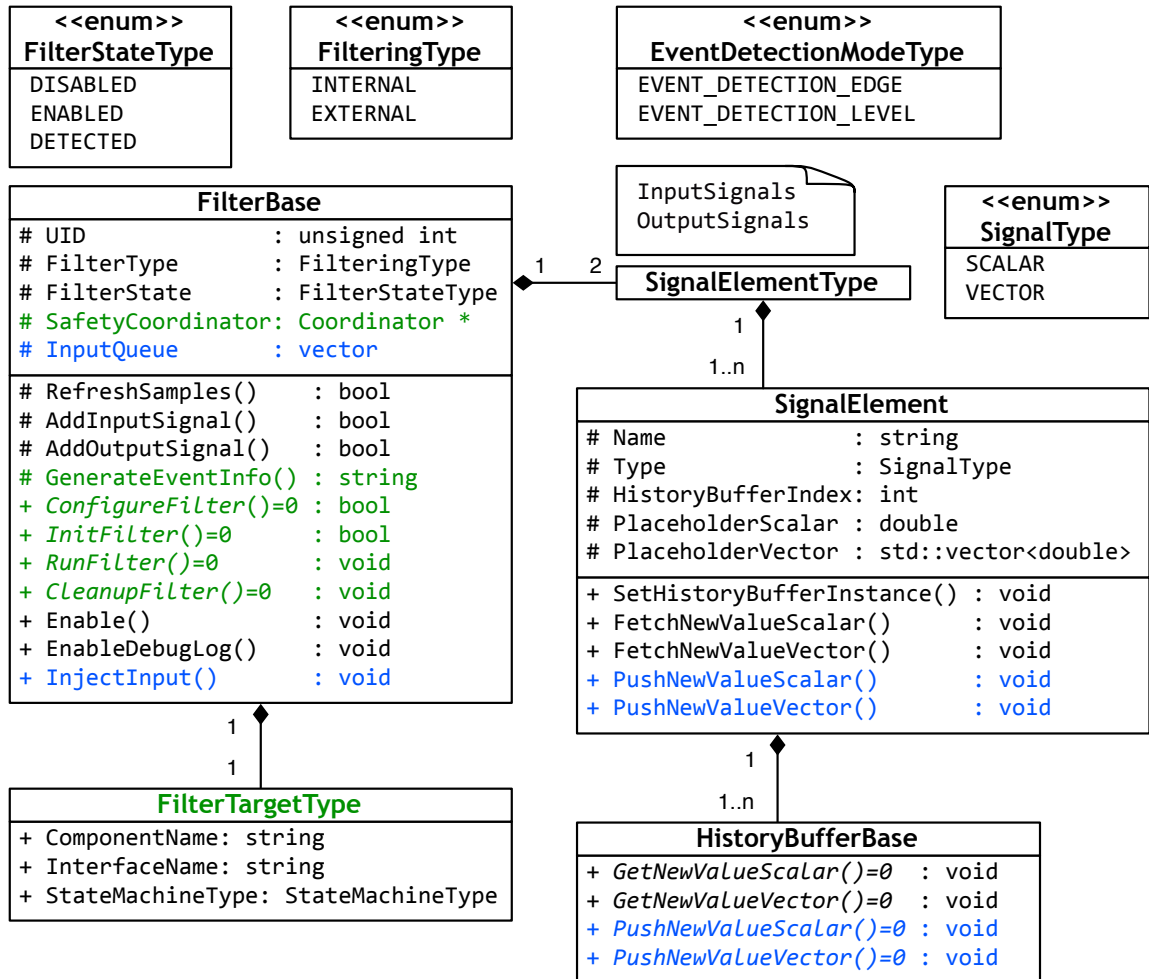 <<enum>>
FilterStateType
DISABLED
ENABLED
DETECTED
<<enum>>
FilteringType
INTERNAL
EXTERNAL
<<enum>>
EventDetectionModeType
EVENT_DETECTION_EDGE
EVENT_DETECTION_LEVEL
InputSignals
OutputSignals
<<enum>>
SignalType
SCALAR
VECTOR
FilterBase
# UID : unsigned int
# FilterType : FilteringType
# FilterState : FilterStateType
# SafetyCoordinator: Coordinator *
# InputQueue : vector
# RefreshSamples() : bool
# AddInputSignal() : bool
# AddOutputSignal() : bool
# GenerateEventInfo() : string
+ ConfigureFilter()=0 : bool
+ InitFilter()=0 : bool
+ RunFilter()=0 : void
+ CleanupFilter()=0 : void
+ Enable() : void
+ EnableDebugLog() : void
+ InjectInput() : void
1
2
SignalElementType
1
1..n
SignalElement
# Name : string
# Type : SignalType
# HistoryBufferIndex: int
# PlaceholderScalar : double
# PlaceholderVector : std::vector<double>
+ SetHistoryBufferInstance() : void
+ FetchNewValueScalar() : void
+ FetchNewValueVector() : void
+ PushNewValueScalar() : void
+ PushNewValueVector() : void
1
1
FilterTargetType
+ ComponentName: string
+ InterfaceName: string
+ StateMachineType: StateMachineType
1
1..n
HistoryBufferBase
+ GetNewValueScalar()=0 : void
+ GetNewValueVector()=0 : void
+ PushNewValueScalar()=0 : void
+ PushNewValueVector()=0 : void